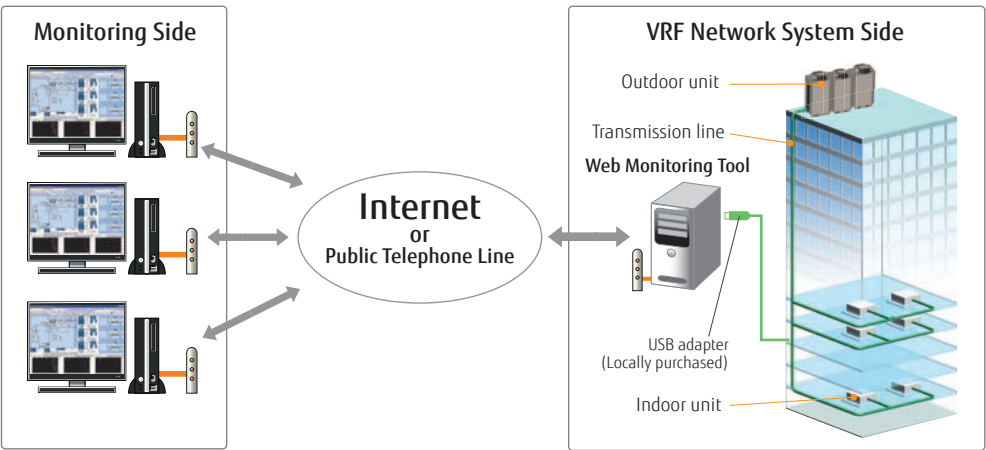 Monitoring Side
Internet
or
Public Telephone Line
VRF Network System Side
Outdoor unit
Transmission line
Web Monitoring Tool
USB adapter
(Locally purchased)
Indoor unit